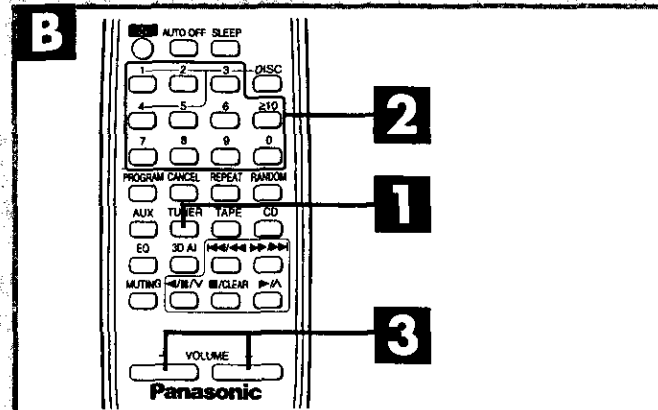 B
AUTO OFF SLEEP
1 2 3 DISC
4 5 6 ≥10
2
7 8 9 0
PROGRAM CANCEL REPEAT RANDOM
1
AUX TUNER TAPE CD
EQ 3D AI |◀◀/◀◀ ▶▶/▶▶|
MUTING ◀/II/∨ ■/CLEAR ▶/∧
3
- VOLUME +
Panasonic